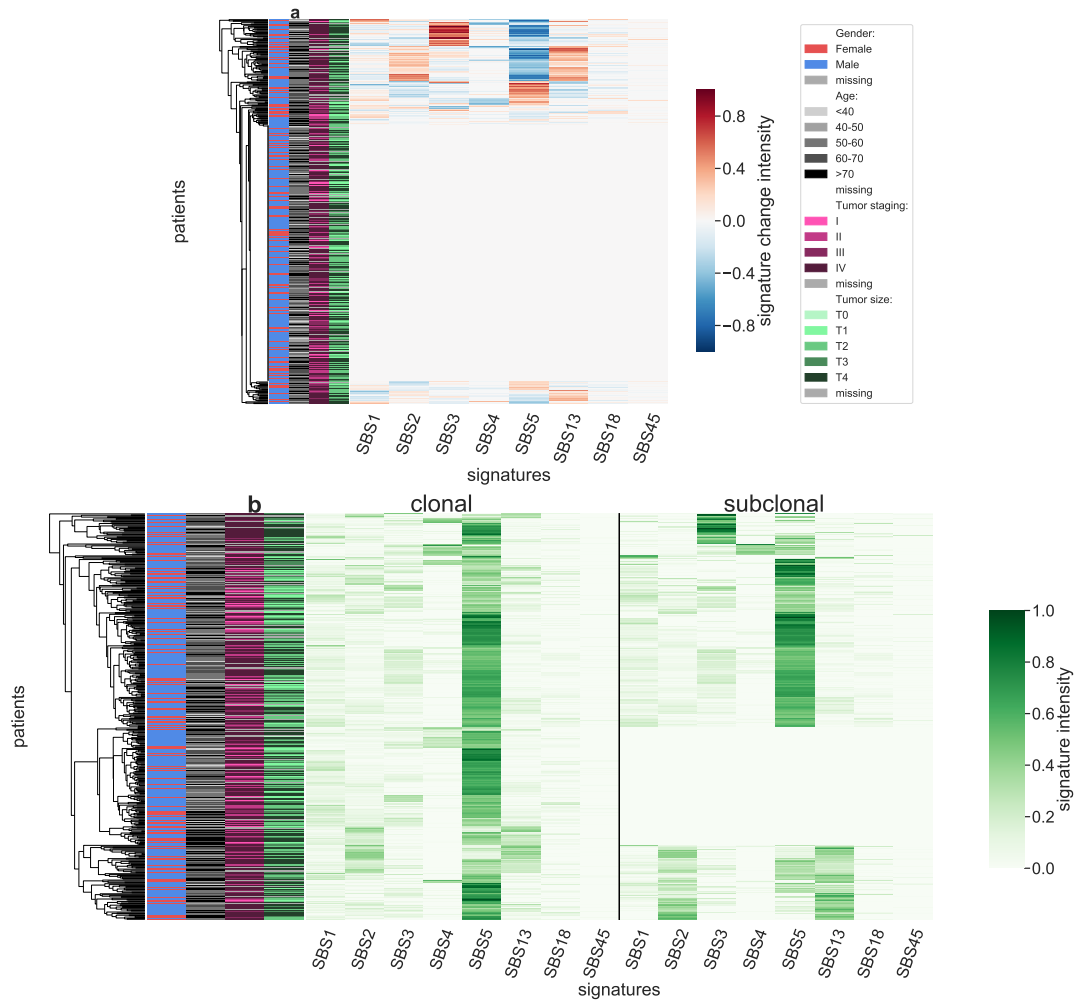 a
patients
SBS1
SBS2
SBS3
SBS4
SBS5
SBS13
SBS18
SBS45
signatures
0.8
0.4
0.0
−0.4
−0.8
signature change intensity
Gender:
Female
Male
missing
Age:
<40
40-50
50-60
60-70
>70
missing
Tumor staging:
I
II
III
IV
missing
Tumor size:
T0
T1
T2
T3
T4
missing
b
clonal
subclonal
patients
SBS1
SBS2
SBS3
SBS4
SBS5
SBS13
SBS18
SBS45
SBS1
SBS2
SBS3
SBS4
SBS5
SBS13
SBS18
SBS45
signatures
1.0
0.8
0.6
0.4
0.2
0.0
signature intensity